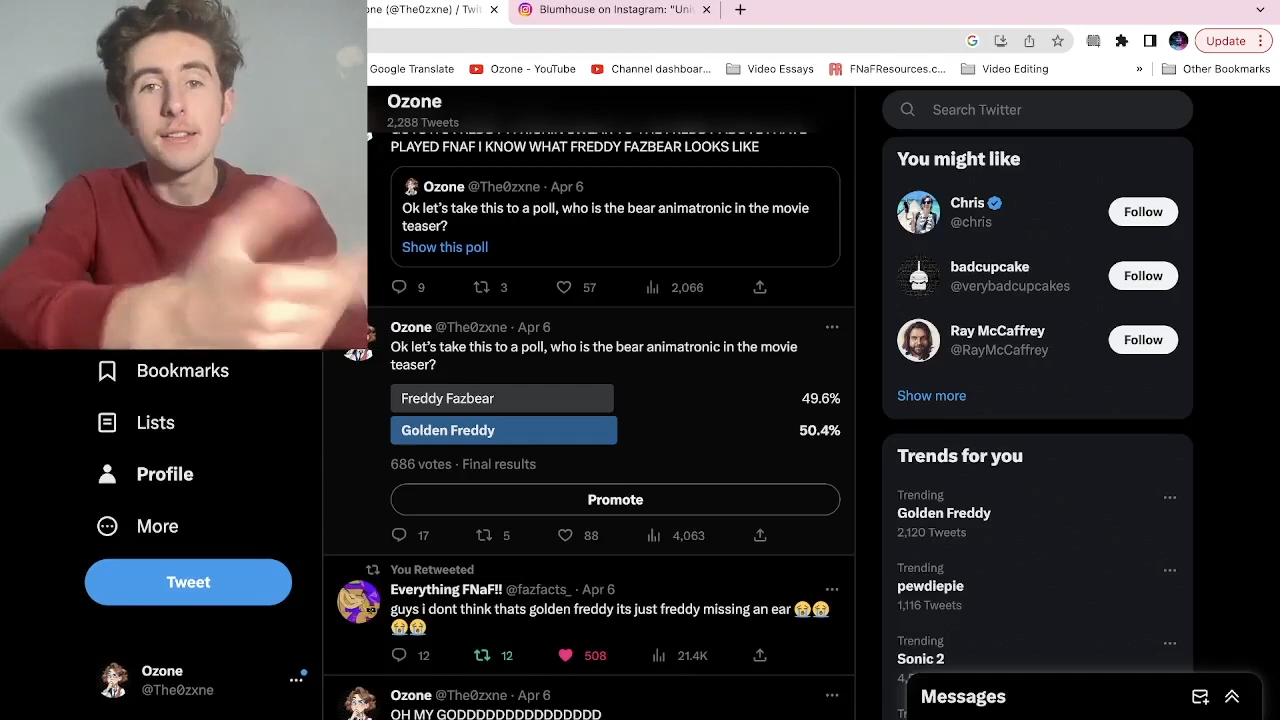 one (@The0zxne) / Twit
Blumhouse on Instagram: "Uni
Update
Google Translate
Ozone - YouTube
Channel dashboar...
Video Essays
FNaFResources.c...
Video Editing
»
Other Bookmarks
Ozone
2,288 Tweets
PLAYED FNAF I KNOW WHAT FREDDY FAZBEAR LOOKS LIKE
Ozone @The0zxne · Apr 6
Ok let's take this to a poll, who is the bear animatronic in the movie
teaser?
Show this poll
9 3 57 2,066
Ozone @The0zxne · Apr 6
Ok let's take this to a poll, who is the bear animatronic in the movie
teaser?
Freddy Fazbear 49.6%
Golden Freddy 50.4%
686 votes · Final results
Promote
17 5 88 4,063
You Retweeted
Everything FNaF!! @fazfacts_ · Apr 6
guys i dont think thats golden freddy its just freddy missing an ear 😭😭
😭😭
12 12 508 21.4K
Ozone @The0zxne · Apr 6
OH MY GODDDDDDDDDDDDDDD
Bookmarks
Lists
Profile
More
Tweet
Ozone
@The0zxne
Search Twitter
You might like
Chris
@chris
Follow
badcupcake
@verybadcupcakes
Follow
Ray McCaffrey
@RayMcCaffrey
Follow
Show more
Trends for you
Trending
Golden Freddy
2,120 Tweets
Trending
pewdiepie
1,116 Tweets
Trending
Sonic 2
Messages